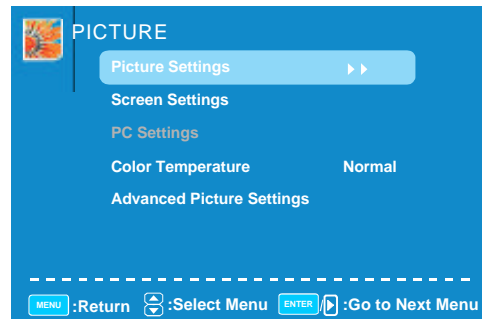 PICTURE
Picture Settings
Screen Settings
PC Settings
Color Temperature Normal
Advanced Picture Settings
MENU :Return :Select Menu ENTER / :Go to Next Menu